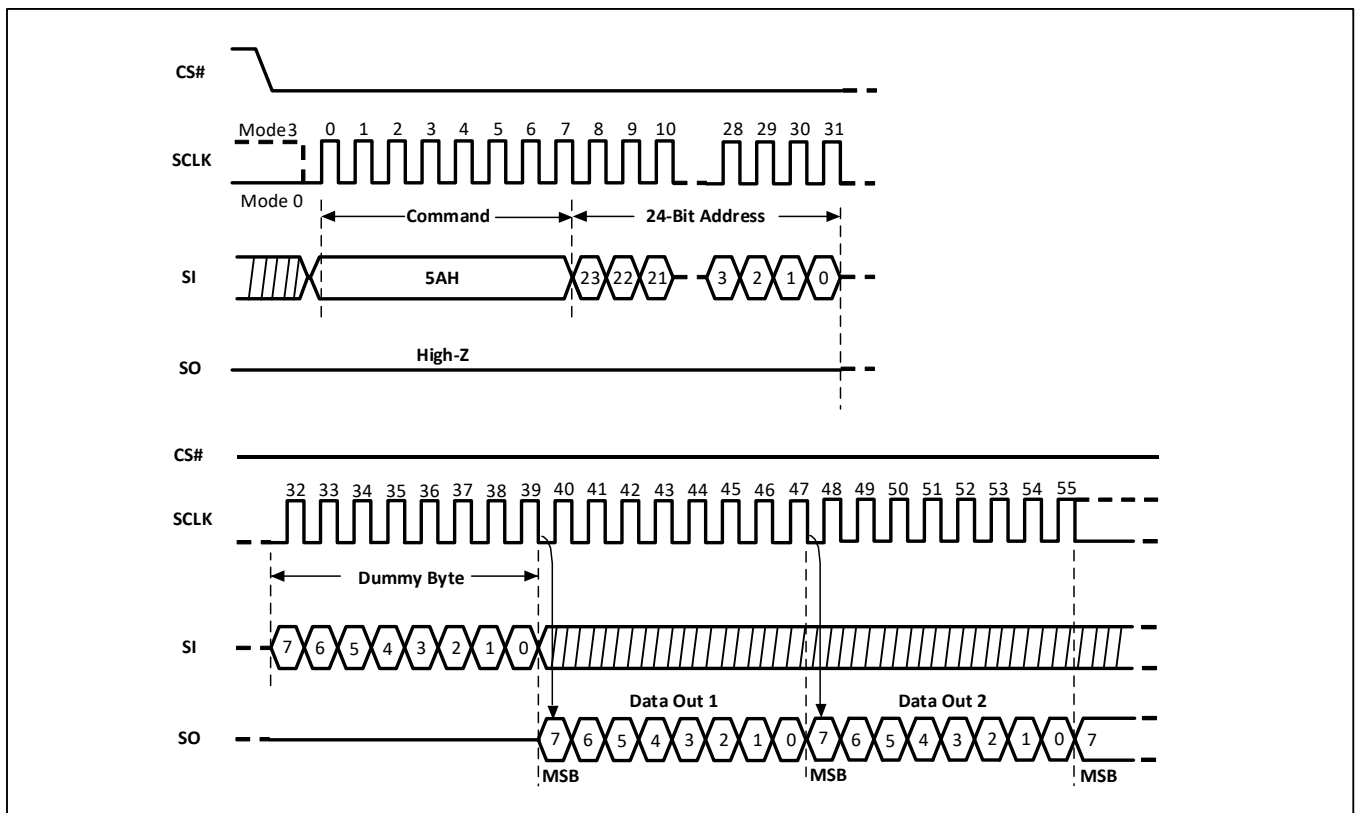 CS#
Mode3 0 1 2 3 4 5 6 7 8 9 10 28 29 30 31
SCLK
Mode 0
Command 24-Bit Address
SI 5AH 23 22 21 3 2 1 0
High-Z
SO
CS#
32 33 34 35 36 37 38 39 40 41 42 43 44 45 46 47 48 49 50 51 52 53 54 55
SCLK
Dummy Byte
SI 7 6 5 4 3 2 1 0
Data Out 1 Data Out 2
SO 7 6 5 4 3 2 1 0 7 6 5 4 3 2 1 0 7
MSB MSB MSB